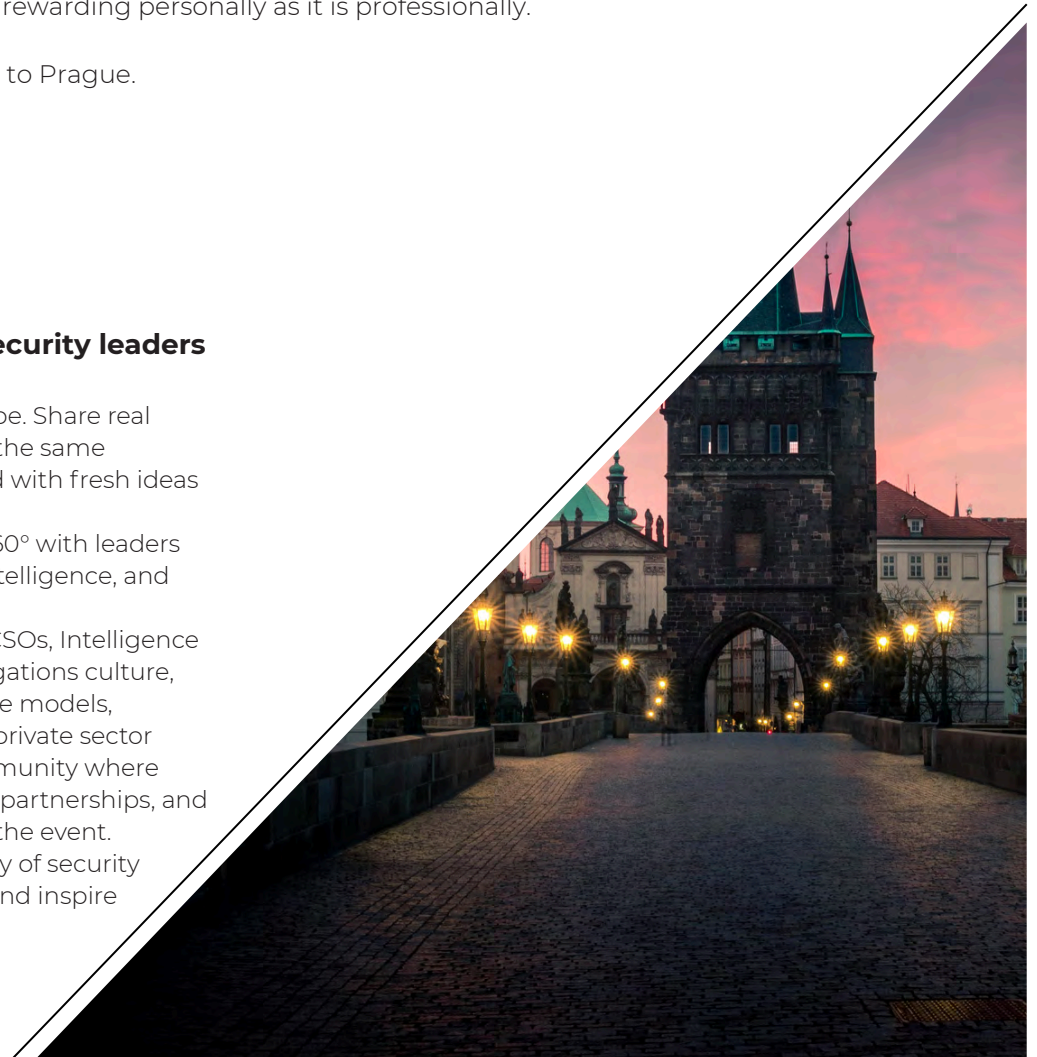 rewarding personally as it is professionally.
to Prague.
ecurity leaders
pe. Share real
the same
d with fresh ideas
60° with leaders
telligence, and
CSOs, Intelligence
gations culture,
e models,
private sector
munity where
partnerships, and
the event.
y of security
nd inspire